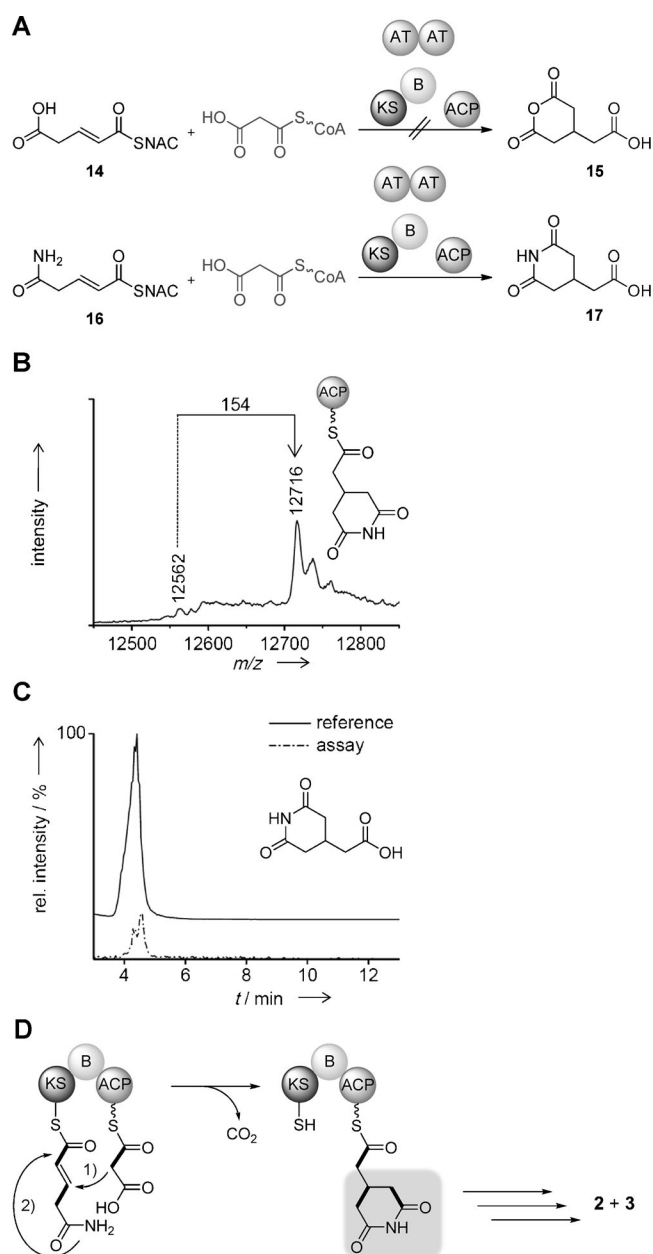 A
AT AT
OH
O
O
SNAC
14
+
HO
O
O
S
CoA
KS
B
ACP
O
O
O
O
OH
15
AT AT
NH2
O
O
SNAC
16
+
HO
O
O
S
CoA
KS
B
ACP
O
HN
O
O
OH
17
B
intensity
154
12562
12716
12500 12600 12700 12800
m/z
ACP
S
O
O
NH
O
C
100
rel. intensity / %
reference
assay
O
HN
O
O
OH
4 6 8 10 12
t / min
D
KS B ACP
S S
O O
1)
2)
HO
O
NH2
O
CO2
KS B ACP
SH S
O
O
NH
O
2 + 3